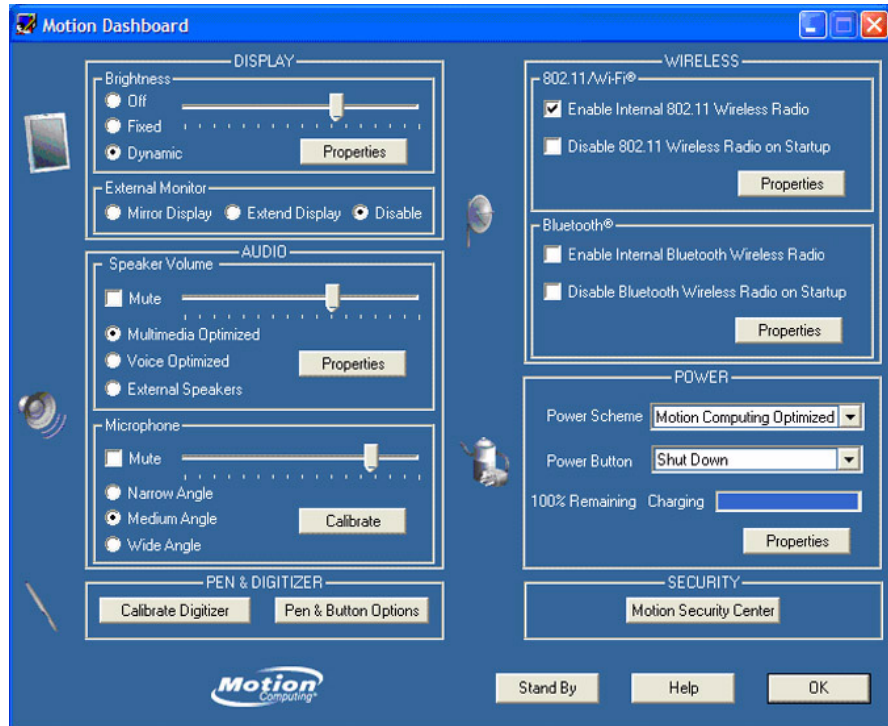 Motion Dashboard
DISPLAY
Brightness
Off
Fixed
Dynamic
Properties
External Monitor
Mirror Display
Extend Display
Disable
AUDIO
Speaker Volume
Mute
Multimedia Optimized
Voice Optimized
Properties
External Speakers
Microphone
Mute
Narrow Angle
Medium Angle
Calibrate
Wide Angle
PEN & DIGITIZER
Calibrate Digitizer
Pen & Button Options
WIRELESS
802.11/Wi-Fi®
Enable Internal 802.11 Wireless Radio
Disable 802.11 Wireless Radio on Startup
Properties
Bluetooth®
Enable Internal Bluetooth Wireless Radio
Disable Bluetooth Wireless Radio on Startup
Properties
POWER
Power Scheme
Motion Computing Optimized
Power Button
Shut Down
100% Remaining Charging
Properties
SECURITY
Motion Security Center
Motion
Computing®
Stand By
Help
OK